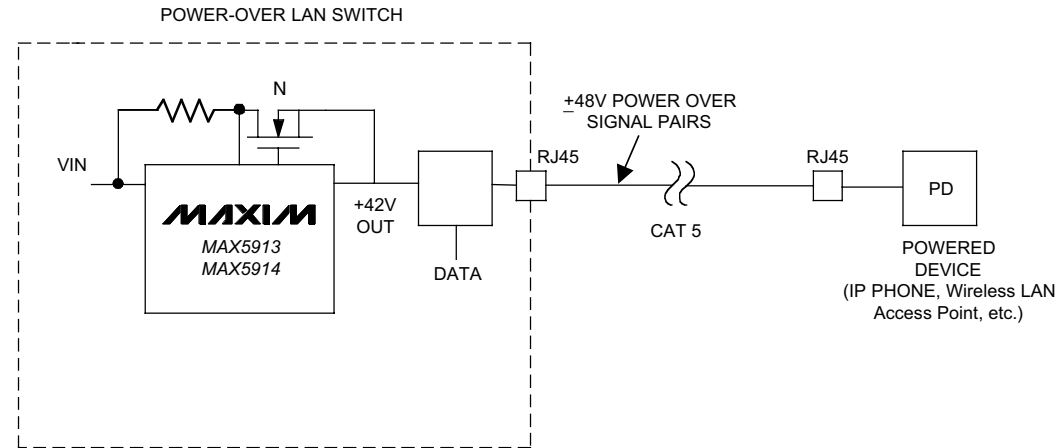 POWER-OVER LAN SWITCH
N
VIN
MAXIM
MAX5913
MAX5914
+42V
OUT
DATA
RJ45
±48V POWER OVER
SIGNAL PAIRS
CAT 5
RJ45
PD
POWERED
DEVICE
(IP PHONE, Wireless LAN
Access Point, etc.)